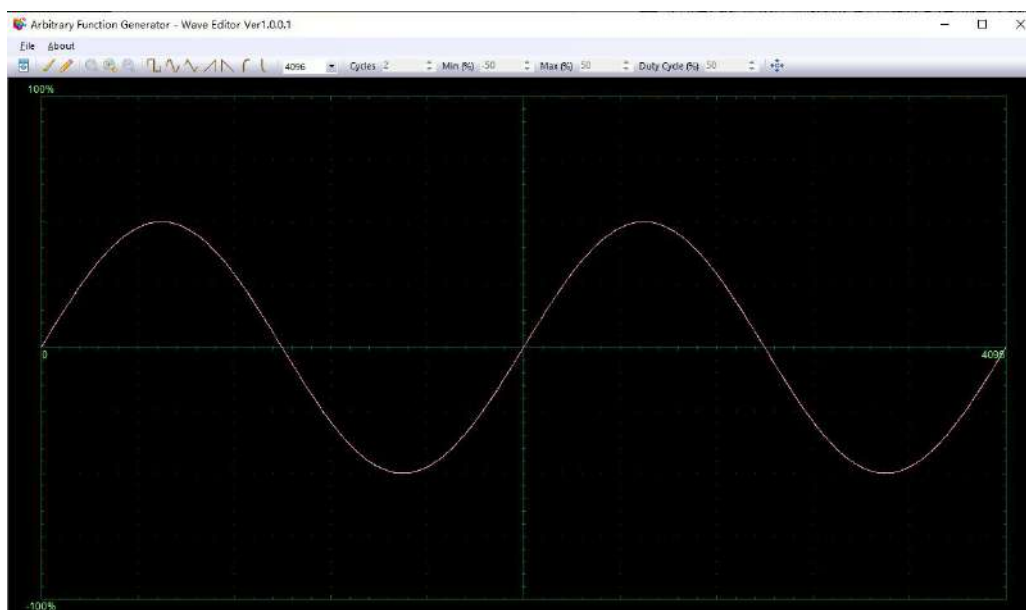 Arbitrary Function Generator - Wave Editor Ver1.0.0.1
File About
4096 Cycles 2 Min (%) -50 Max (%) 50 Duty Cycle (%) 50
100%
0
4095
-100%